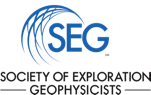 SEG
SOCIETY OF EXPLORATION
GEOPHYSICISTS